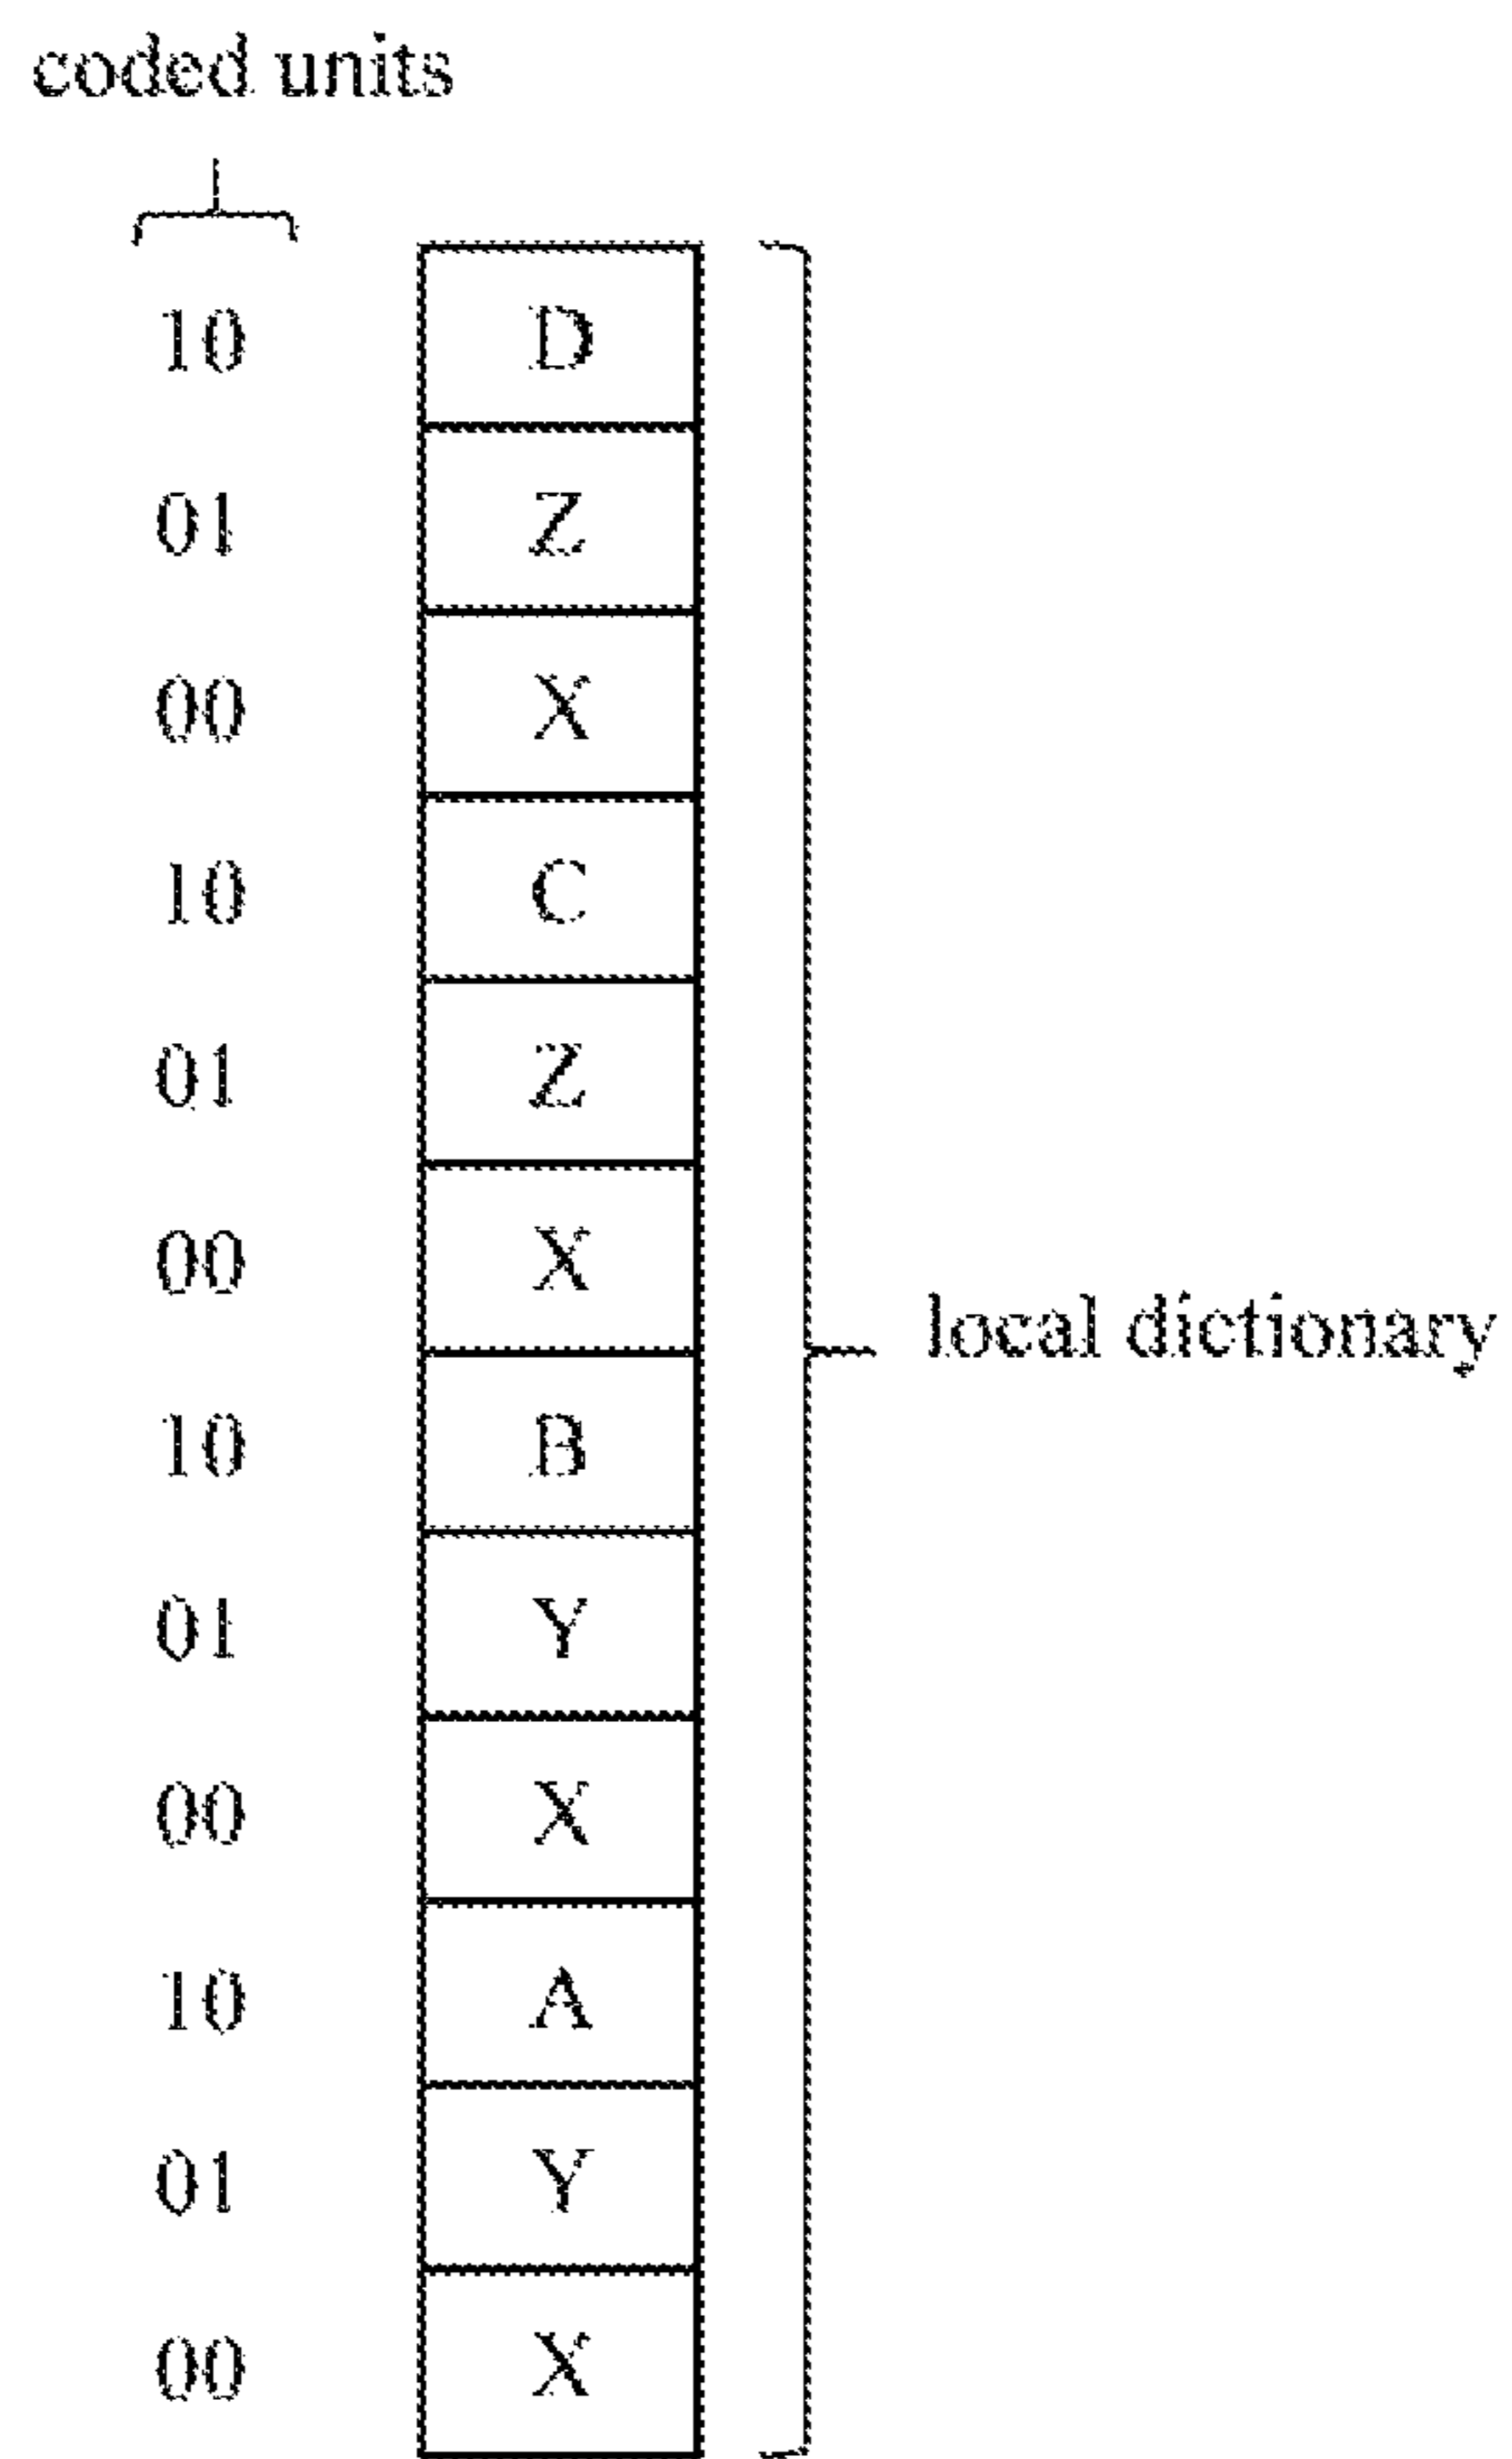 coded units
10 D
01 Z
00 X
10 C
01 Z
00 X
local dictionary
10 B
01 Y
00 X
10 A
01 Y
00 X